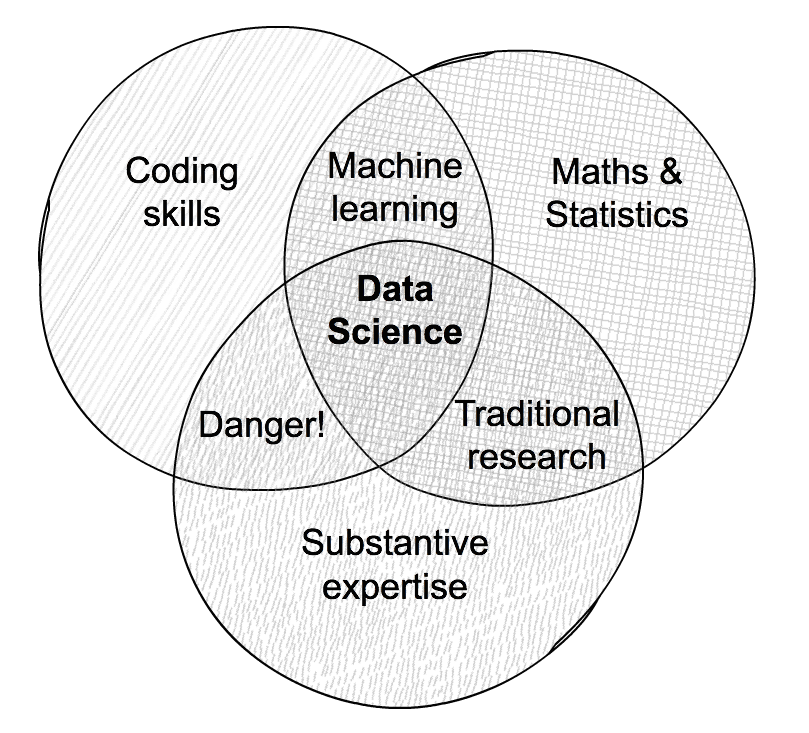 Coding
skills
Machine
learning
Maths &
Statistics
Data
Science
Danger!
Traditional
research
Substantive
expertise